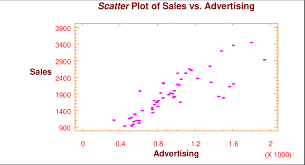 Scatter Plot of Sales vs. Advertising
3900
3400
2900
2400
1900
1400
900
Sales
0 0.4 0.8 1.2 1.6 2
Advertising
(X 1000)